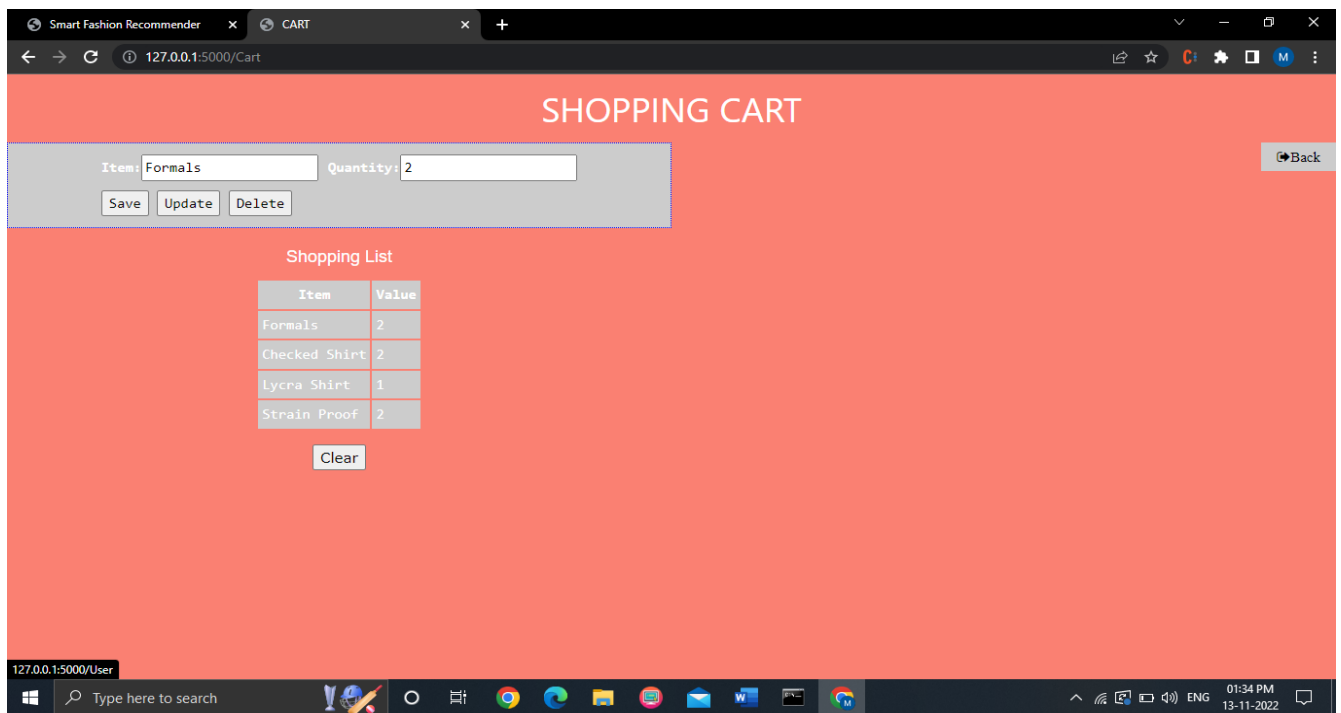 Smart Fashion Recommender CART
127.0.0.1:5000/Cart M
SHOPPING CART
Item: Formals Quantity: 2 Back
Save Update Delete
Shopping List
Item Value
Formals 2
Checked Shirt 2
Lycra Shirt 1
Strain Proof 2
Clear
127.0.0.1:5000/User
Type here to search ENG 01:34 PM
13-11-2022